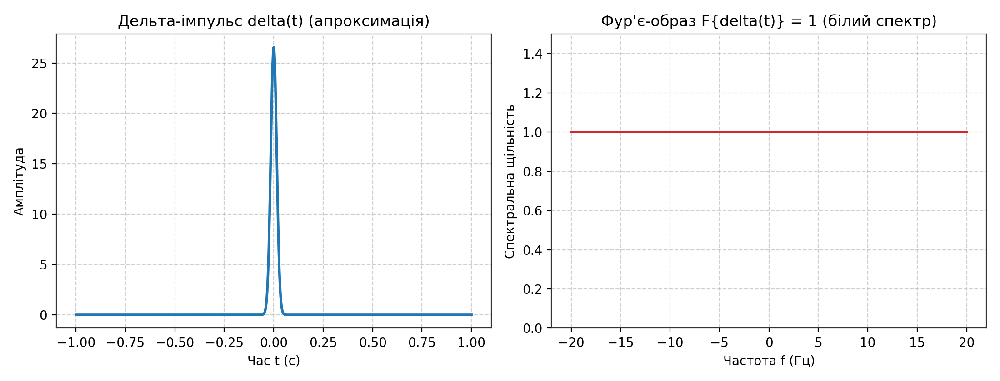 Дельта-імпульс delta(t) (апроксимація)
Амплітуда
25
20
15
10
5
0
−1.00 −0.75 −0.50 −0.25 0.00 0.25 0.50 0.75 1.00
Час t (с)
Фур'є-образ F{delta(t)} = 1 (білий спектр)
Спектральна щільність
1.4
1.2
1.0
0.8
0.6
0.4
0.2
0.0
−20 −15 −10 −5 0 5 10 15 20
Частота f (Гц)